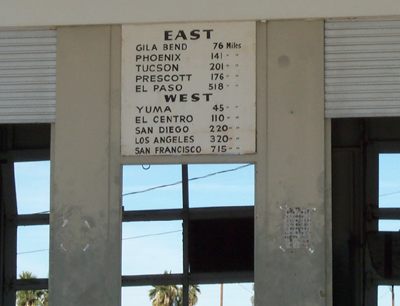 EAST
GILA BEND 76 Miles
PHOENIX 141 " "
TUCSON 201 " "
PRESCOTT 176 " "
EL PASO 518 " "
WEST
YUMA 45 " "
EL CENTRO 110 " "
SAN DIEGO 220 " "
LOS ANGELES 320 " "
SAN FRANCISCO 715 " "